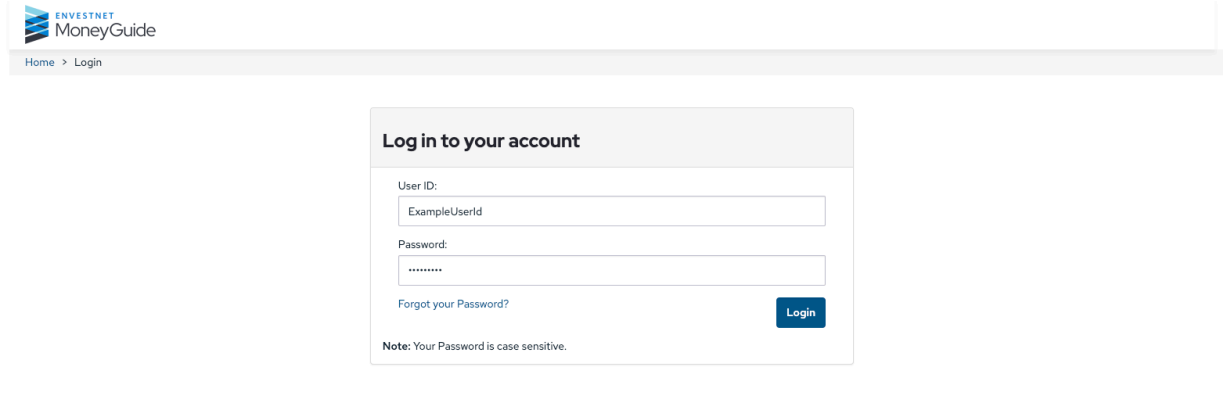 ENVESTNET
MoneyGuide
Home > Login
Log in to your account
User ID:
ExampleUserId
Password:
•••••••••
Forgot your Password?
Login
Note: Your Password is case sensitive.